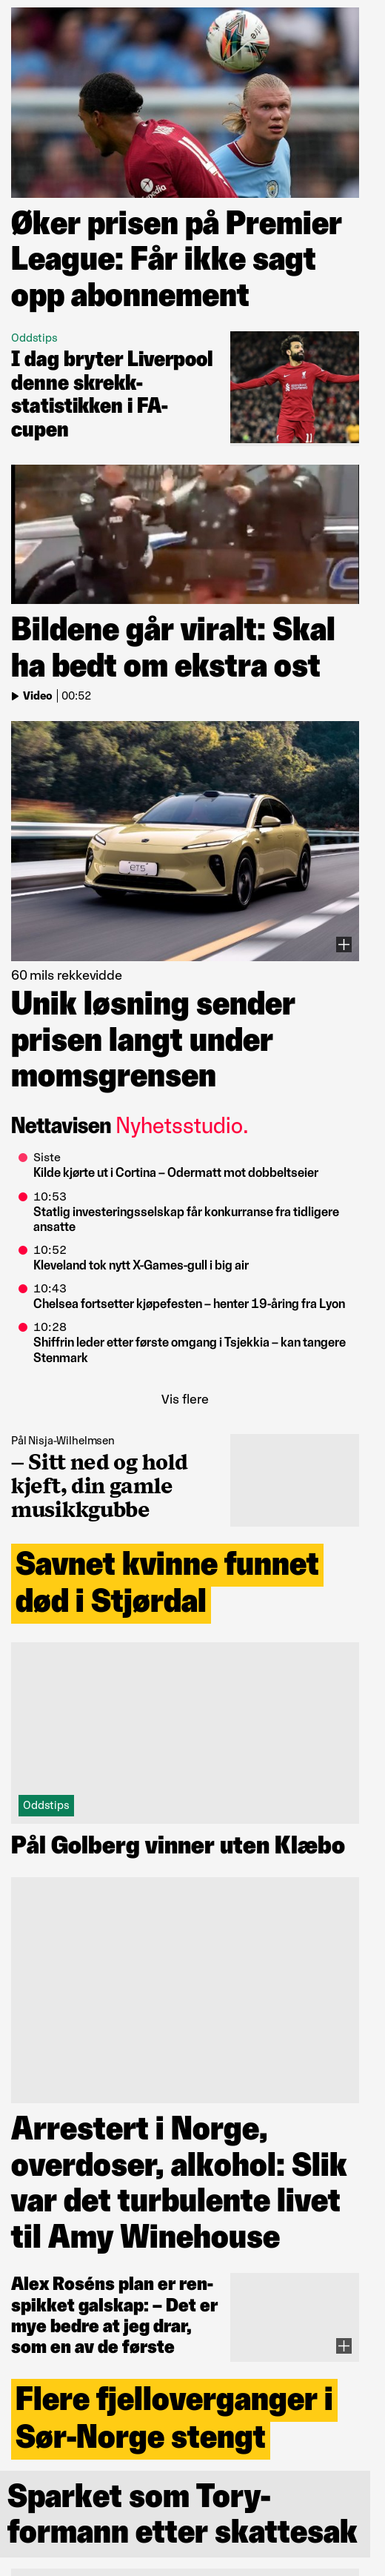 Øker prisen på Premier
League: Får ikke sagt
opp abonnement
Oddstips
I dag bryter Liverpool
denne skrekk-
statistikken i FA-
cupen
Bildene går viralt: Skal
ha bedt om ekstra ost
Video | 00:52
ET5
60 mils rekkevidde
Unik løsning sender
prisen langt under
momsgrensen
Nettavisen Nyhetsstudio.
Siste
Kilde kjørte ut i Cortina – Odermatt mot dobbeltseier
10:53
Statlig investeringsselskap får konkurranse fra tidligere
ansatte
10:52
Kleveland tok nytt X-Games-gull i big air
10:43
Chelsea fortsetter kjøpefesten – henter 19-åring fra Lyon
10:28
Shiffrin leder etter første omgang i Tsjekkia – kan tangere
Stenmark
Vis flere
Pål Nisja-Wilhelmsen
– Sitt ned og hold
kjeft, din gamle
musikkgubbe
Savnet kvinne funnet
død i Stjørdal
Oddstips
Pål Golberg vinner uten Klæbo
Arrestert i Norge,
overdoser, alkohol: Slik
var det turbulente livet
til Amy Winehouse
Alex Roséns plan er ren-
spikket galskap: – Det er
mye bedre at jeg drar,
som en av de første
Flere fjelloverganger i
Sør-Norge stengt
Sparket som Tory-
formann etter skattesak